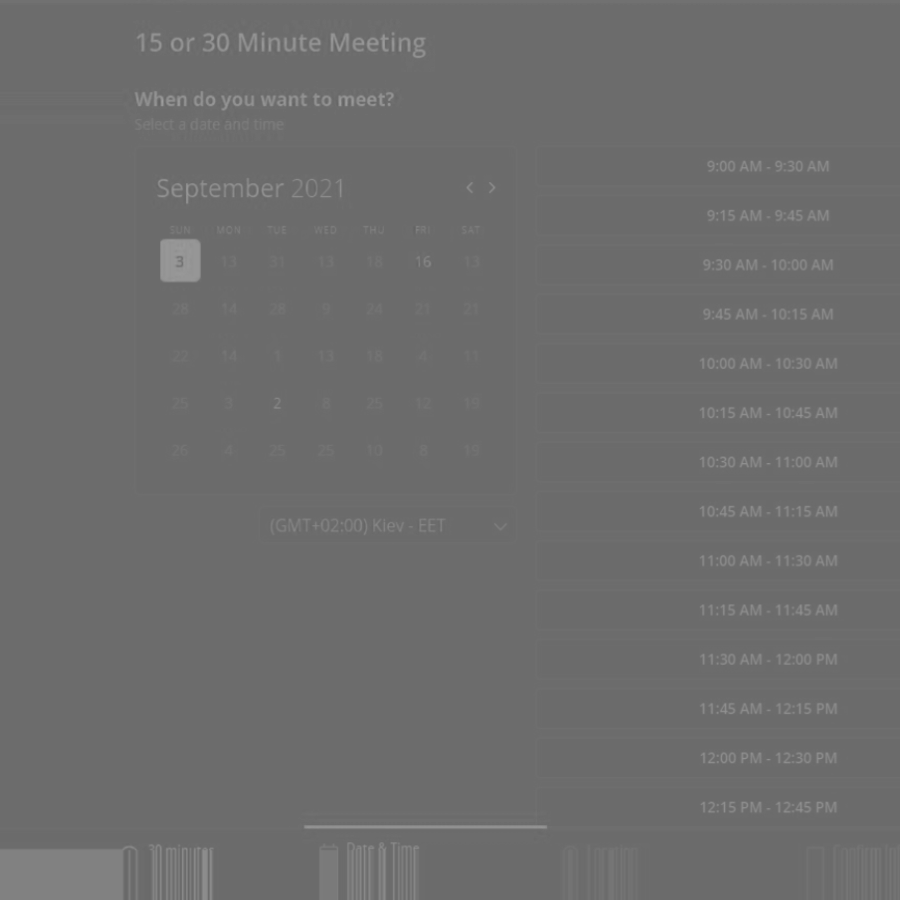 15 or 30 Minute Meeting
When do you want to meet?
Select a date and time
September 2021
SUN MON TUE WED THU FRI SAT
3 13 31 13 18 16 13
28 14 28 9 24 21 21
22 14 1 13 18 4 11
25 3 2 8 25 12 19
26 4 25 25 10 8 19
(GMT+02:00) Kiev - EET
9:00 AM - 9:30 AM
9:15 AM - 9:45 AM
9:30 AM - 10:00 AM
9:45 AM - 10:15 AM
10:00 AM - 10:30 AM
10:15 AM - 10:45 AM
10:30 AM - 11:00 AM
10:45 AM - 11:15 AM
11:00 AM - 11:30 AM
11:15 AM - 11:45 AM
11:30 AM - 12:00 PM
11:45 AM - 12:15 PM
12:00 PM - 12:30 PM
12:15 PM - 12:45 PM
30 minutes
Date & Time